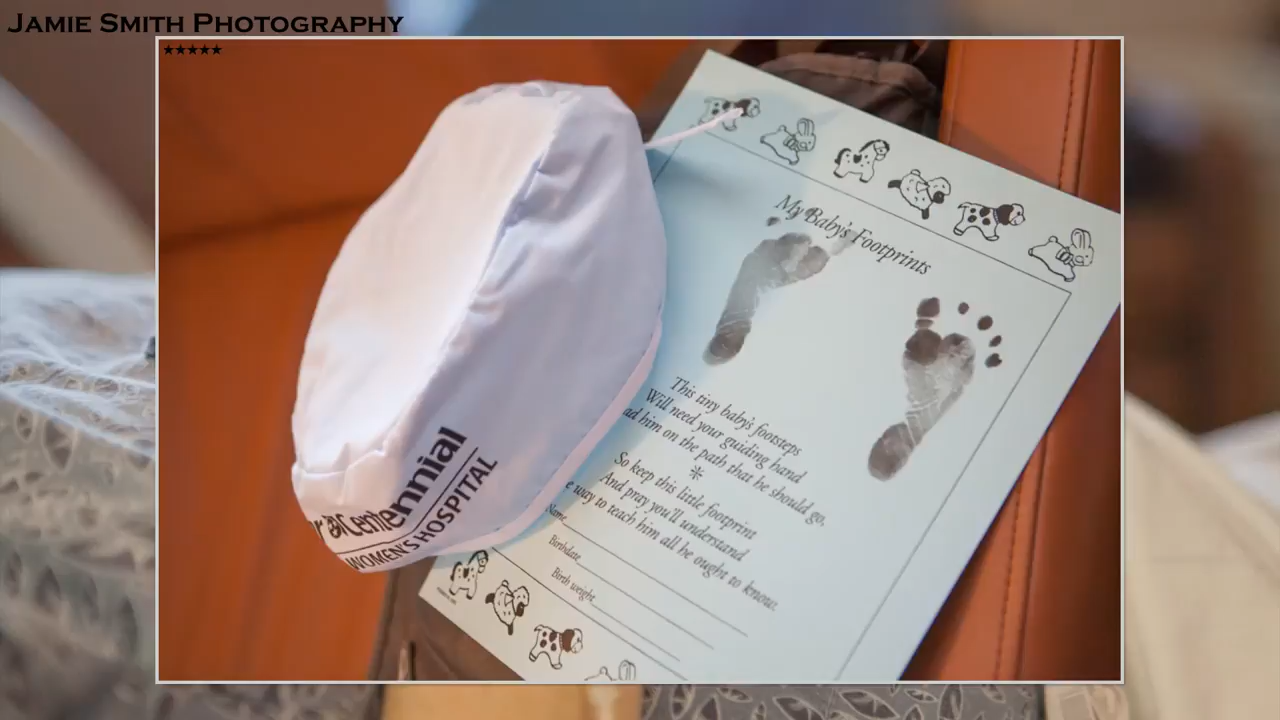 Jamie Smith Photography
★★★★★
My Baby's Footprints
This tiny baby's footsteps
Will need your guiding hand
ad him on the path that he should go,
So keep this little footprint
And pray you'll understand
e way to teach him all he ought to know.
Name
Birthdate
Birth weight
Centennial
WOMEN'S HOSPITAL